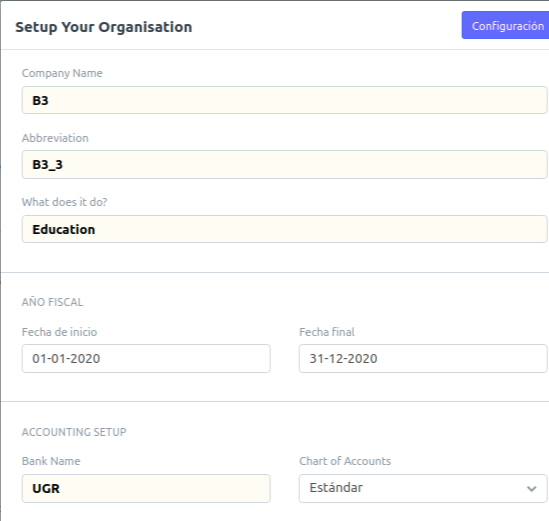 Setup Your Organisation
Configuración
Company Name
B3
Abbreviation
B3_3
What does it do?
Education
AÑO FISCAL
Fecha de inicio
Fecha final
01-01-2020
31-12-2020
ACCOUNTING SETUP
Bank Name
Chart of Accounts
UGR
Estándar